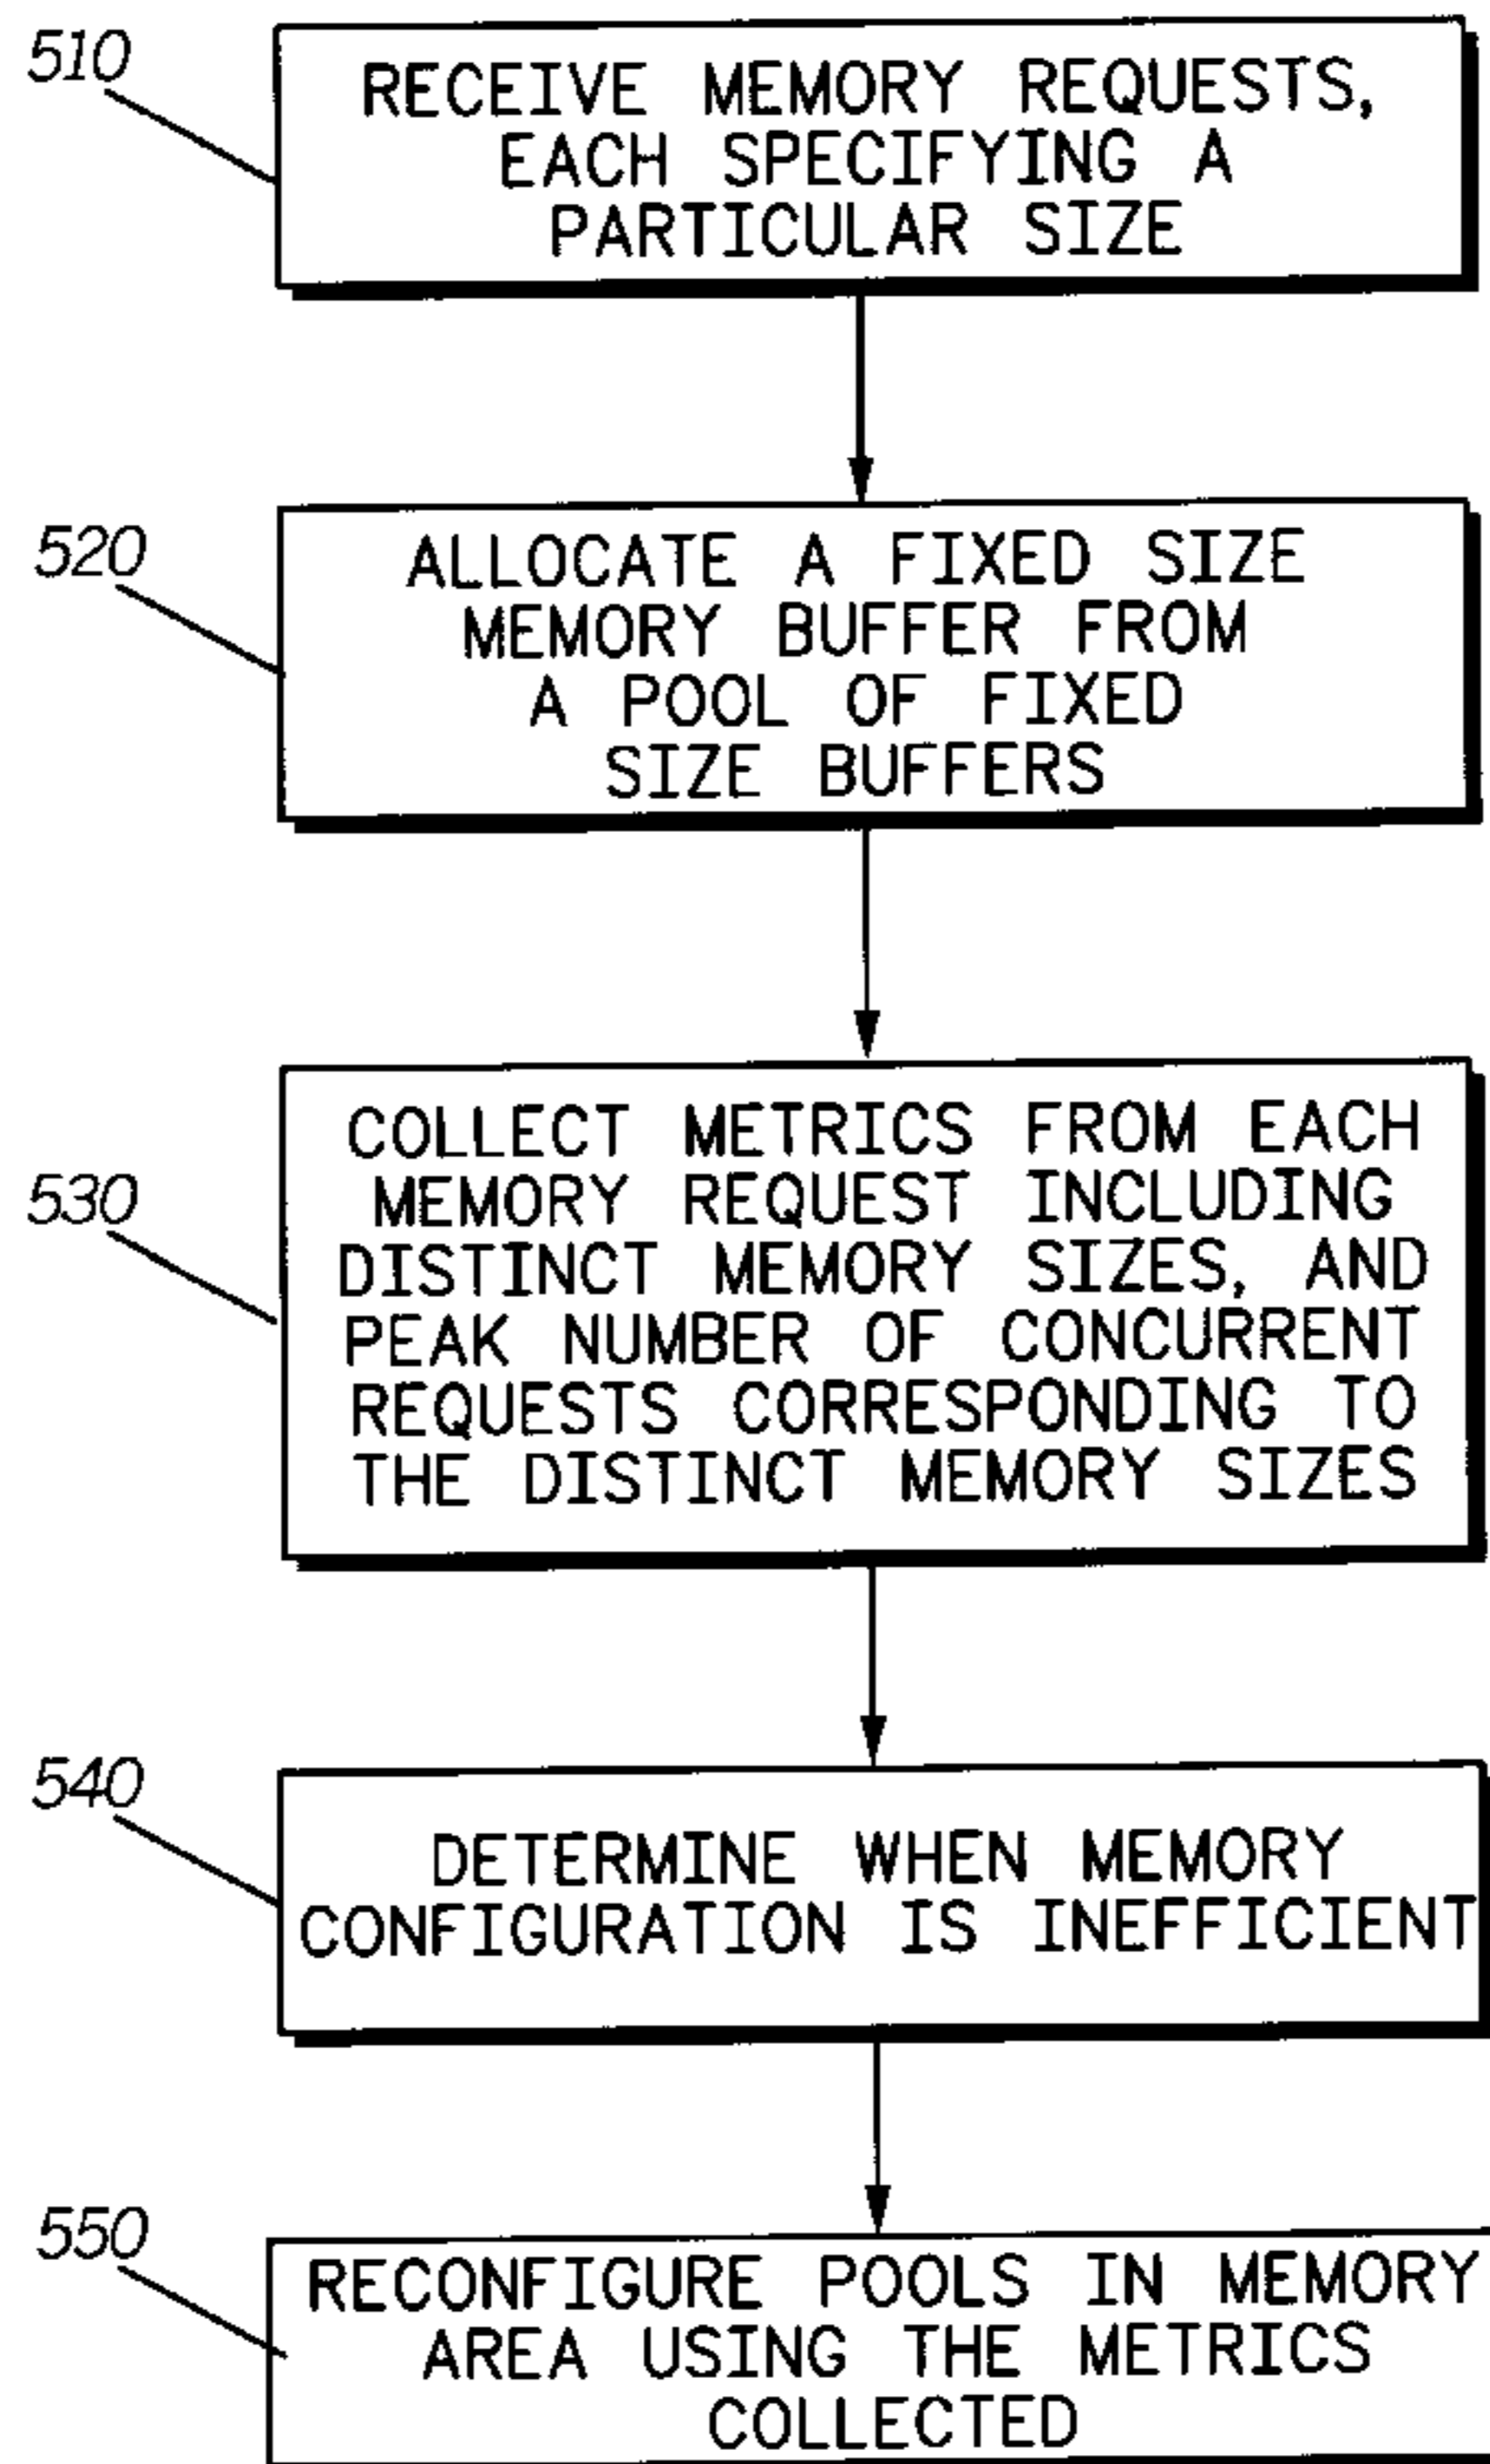 510
RECEIVE MEMORY REQUESTS,
EACH SPECIFYING A
PARTICULAR SIZE
520
ALLOCATE A FIXED SIZE
MEMORY BUFFER FROM
A POOL OF FIXED
SIZE BUFFERS
530
COLLECT METRICS FROM EACH
MEMORY REQUEST INCLUDING
DISTINCT MEMORY SIZES, AND
PEAK NUMBER OF CONCURRENT
REQUESTS CORRESPONDING TO
THE DISTINCT MEMORY SIZES
540
DETERMINE WHEN MEMORY
CONFIGURATION IS INEFFICIENT
550
RECONFIGURE POOLS IN MEMORY
AREA USING THE METRICS
COLLECTED